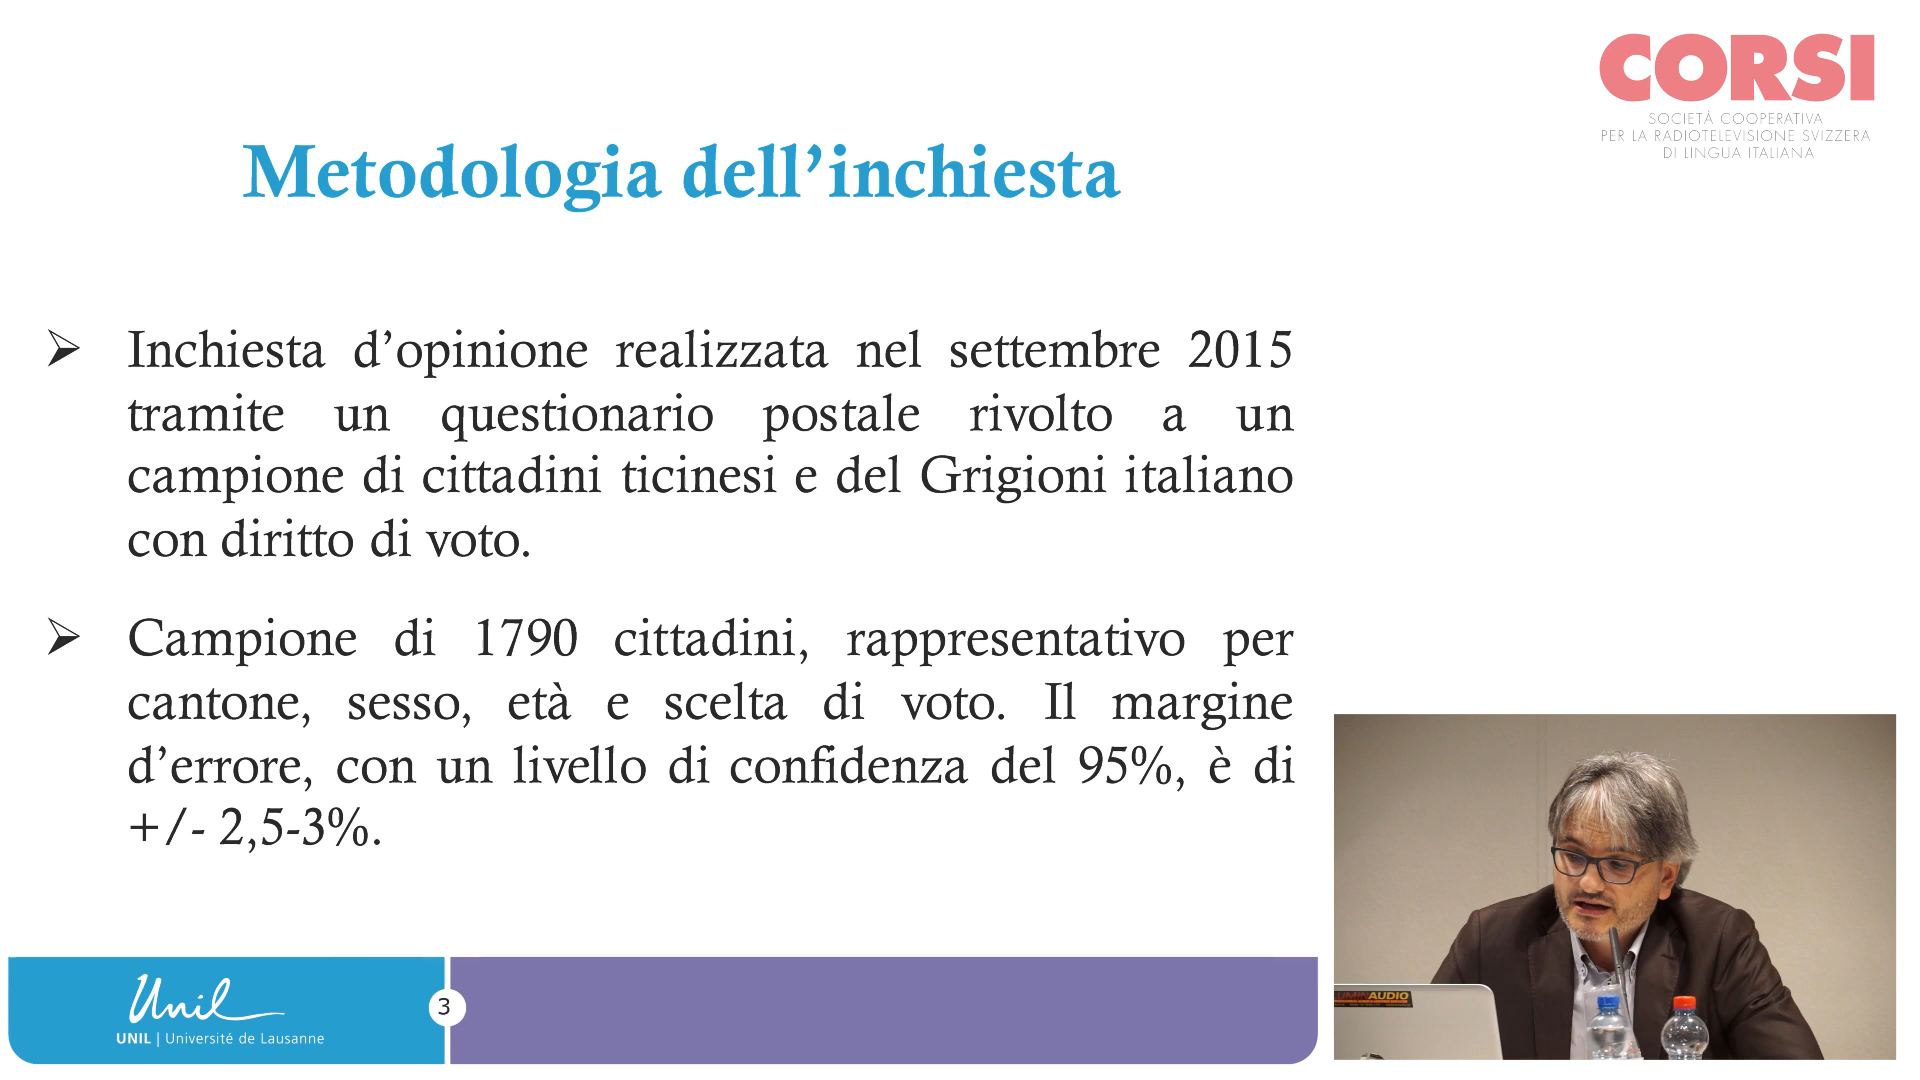 CORSI
SOCIETÀ COOPERATIVA
PER LA RADIOTELEVISIONE SVIZZERA
DI LINGUA ITALIANA
Metodologia dell’inchiesta
➢ Inchiesta d’opinione realizzata nel settembre 2015
tramite un questionario postale rivolto a un
campione di cittadini ticinesi e del Grigioni italiano
con diritto di voto.
➢ Campione di 1790 cittadini, rappresentativo per
cantone, sesso, età e scelta di voto. Il margine
d’errore, con un livello di confidenza del 95%, è di
+/- 2,5-3%.
Unil
UNIL | Université de Lausanne
3
LUMINAUDIO